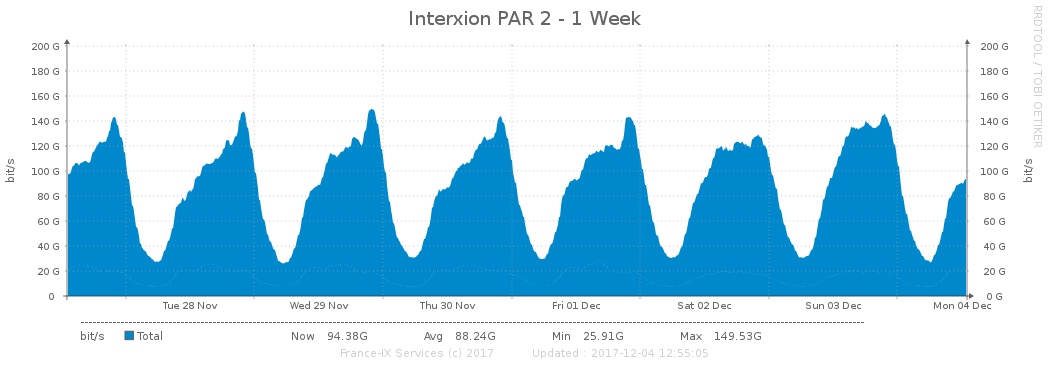 Interxion PAR 2 - 1 Week
RRDTOOL / TOBI OETIKER
200 G 200 G
180 G 180 G
160 G 160 G
140 G 140 G
120 G 120 G
100 G 100 G
80 G 80 G
60 G 60 G
40 G 40 G
20 G 20 G
0 0 G
bit/s
bit/s
Tue 28 Nov Wed 29 Nov Thu 30 Nov Fri 01 Dec Sat 02 Dec Sun 03 Dec Mon 04 Dec
bit/s Total Now 94.38G Avg 88.24G Min 25.91G Max 149.53G
France-IX Services (c) 2017 Updated : 2017-12-04 12:55:05